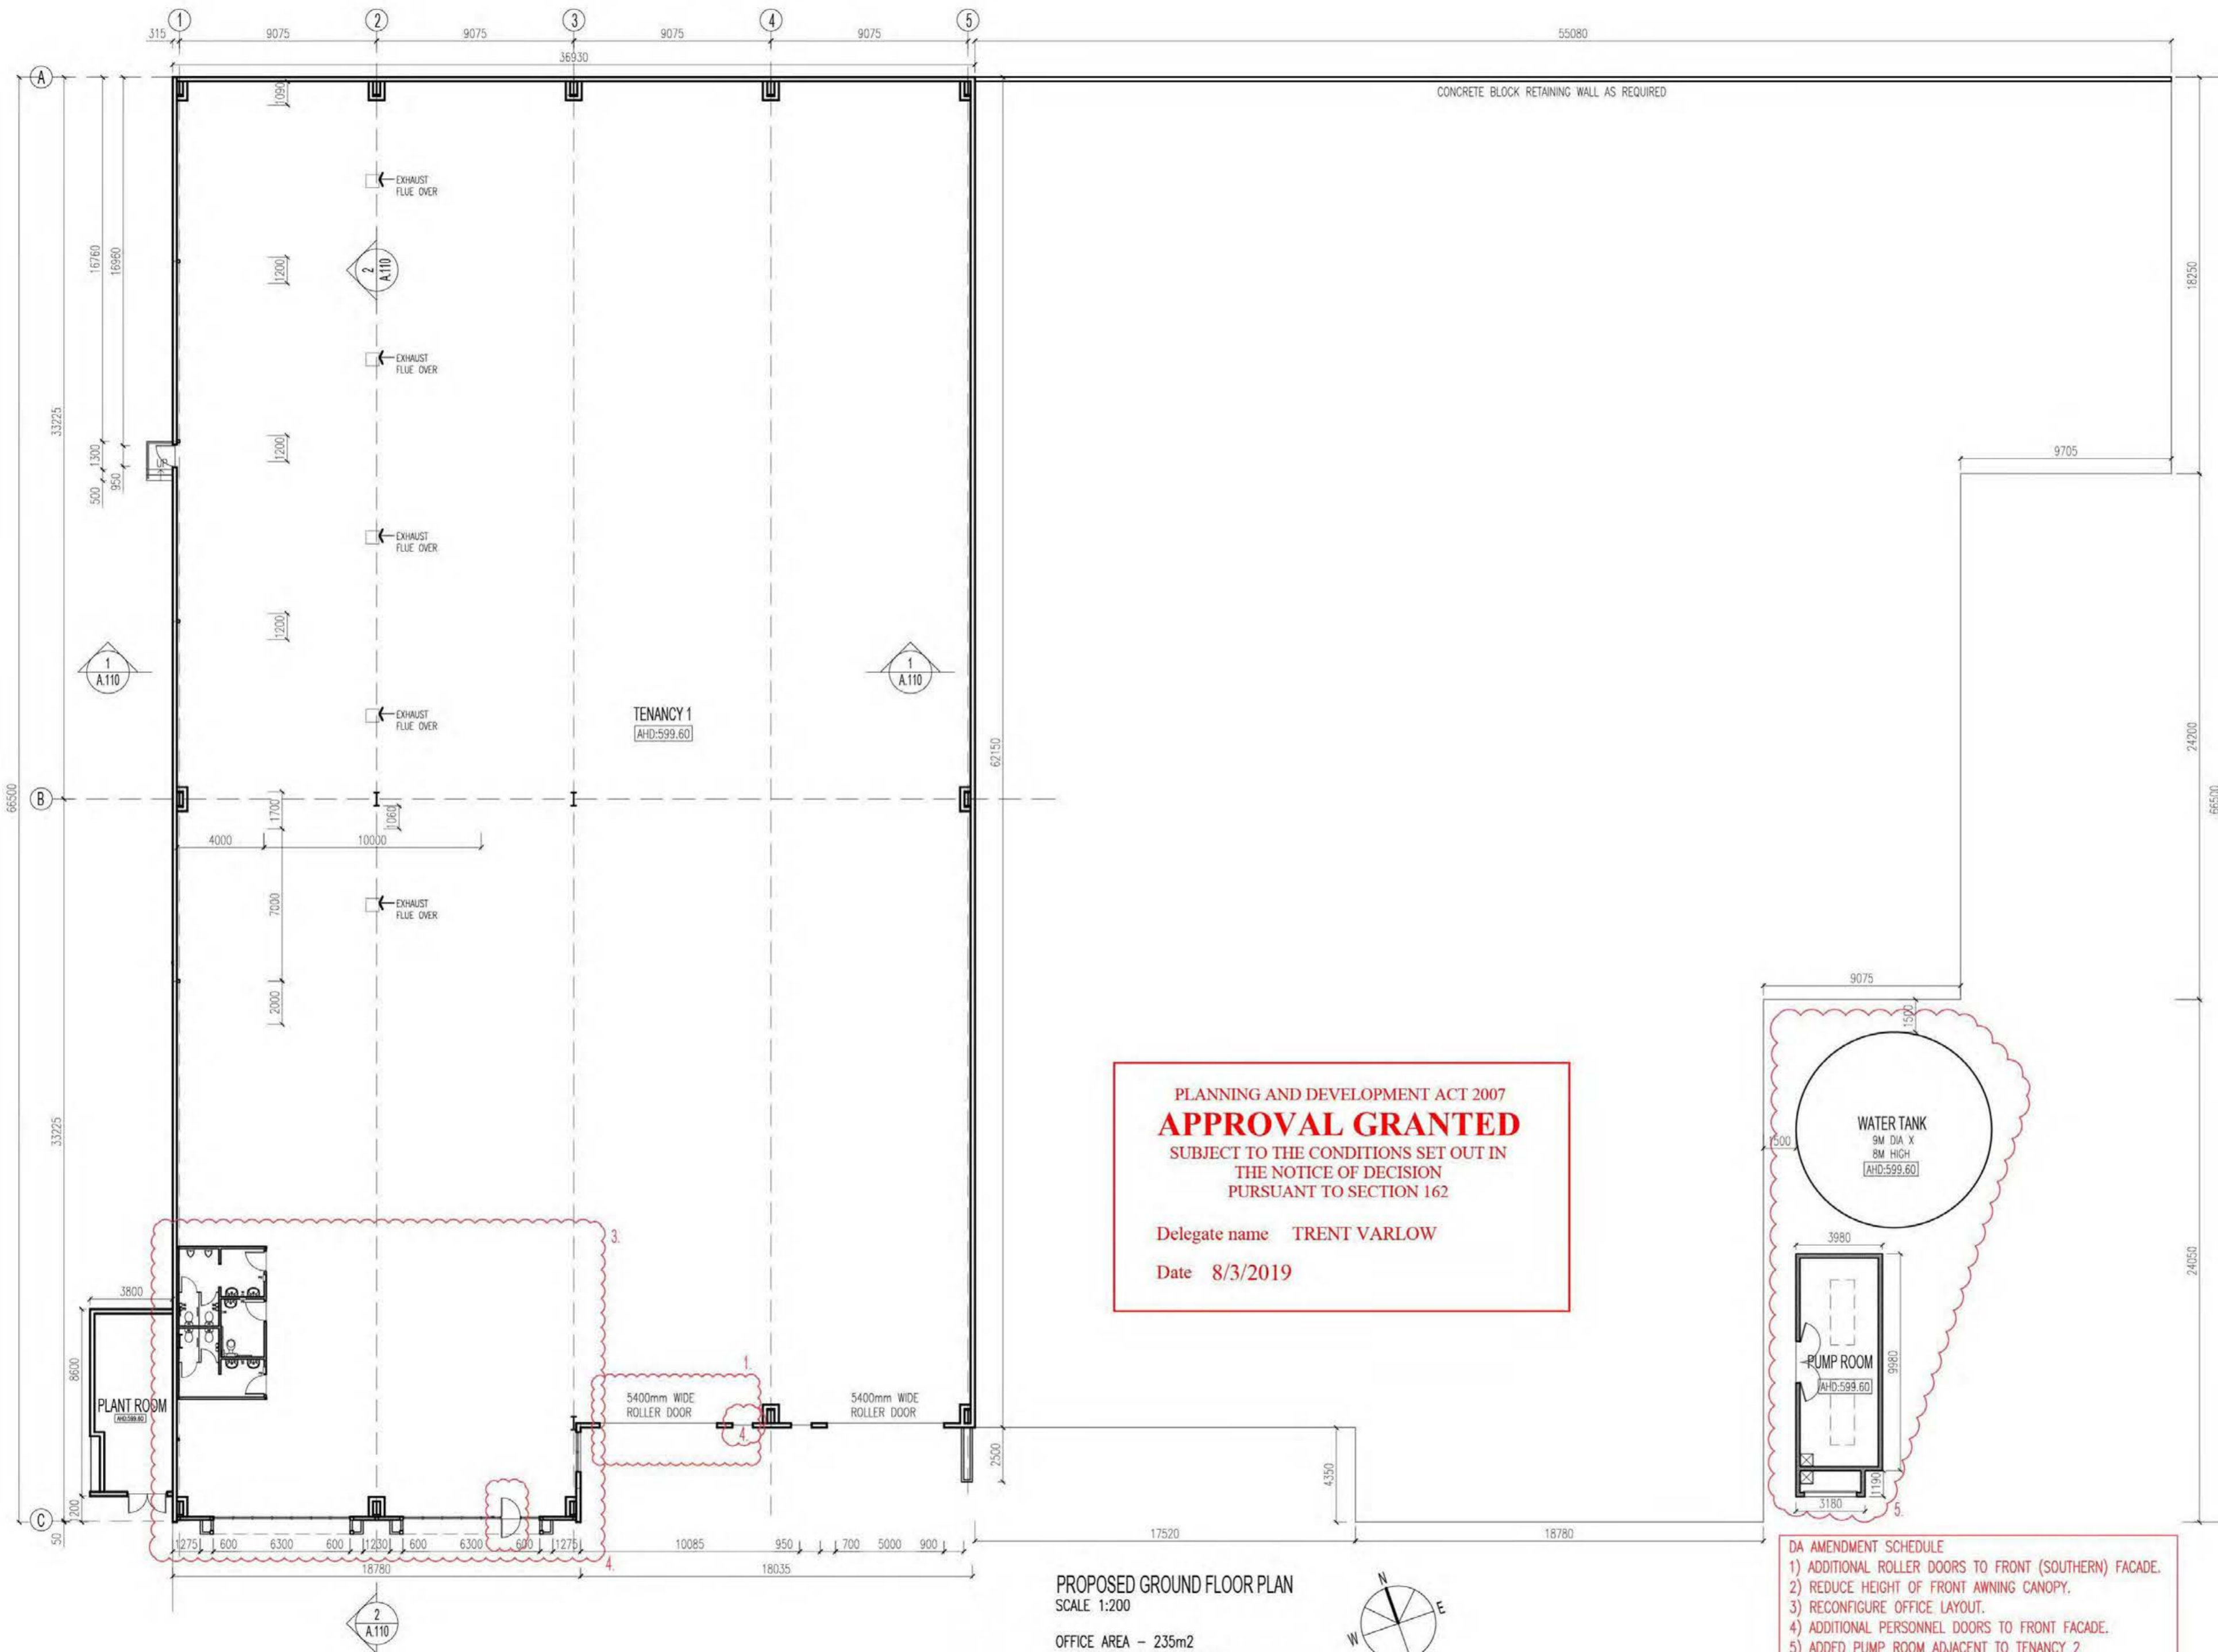 1 2 3 4 5
315 9075 9075 9075 9075 55080
36930
A
CONCRETE BLOCK RETAINING WALL AS REQUIRED
1090
EXHAUST
FLUE OVER
16760
16960
1200
2
A.110
18250
EXHAUST
FLUE OVER
33225
1300
950
500
UP
1200
9705
EXHAUST
FLUE OVER
1200
1
A.110
1
A.110
EXHAUST
FLUE OVER
TENANCY 1
AHD:599.60
62150
24200
66500
B
66500
1700
1060
4000 10000
7000
EXHAUST
FLUE OVER
2000
9075
1500
33225
PLANNING AND DEVELOPMENT ACT 2007
APPROVAL GRANTED
SUBJECT TO THE CONDITIONS SET OUT IN
THE NOTICE OF DECISION
PURSUANT TO SECTION 162
Delegate name TRENT VARLOW
Date 8/3/2019
WATER TANK
9M DIA X
8M HIGH
AHD:599.60
1500
3.
3980
24050
3800
8600
PLANT ROOM
PUMP ROOM
AHD:599.60
9980
1.
5400mm WIDE
ROLLER DOOR
5400mm WIDE
ROLLER DOOR
4.
2500
4350
1190
3180
5.
C
1200
50
1275 600 6300 600 1230 600 6300 600 1275 10085 950 700 5000 900
4.
18780 18035
17520 18780
2
A.110
PROPOSED GROUND FLOOR PLAN
SCALE 1:200
OFFICE AREA - 235m2
N
E
W
DA AMENDMENT SCHEDULE
1) ADDITIONAL ROLLER DOORS TO FRONT (SOUTHERN) FACADE.
2) REDUCE HEIGHT OF FRONT AWNING CANOPY.
3) RECONFIGURE OFFICE LAYOUT.
4) ADDITIONAL PERSONNEL DOORS TO FRONT FACADE.
5) ADDED PUMP ROOM ADJACENT TO TENANCY 2